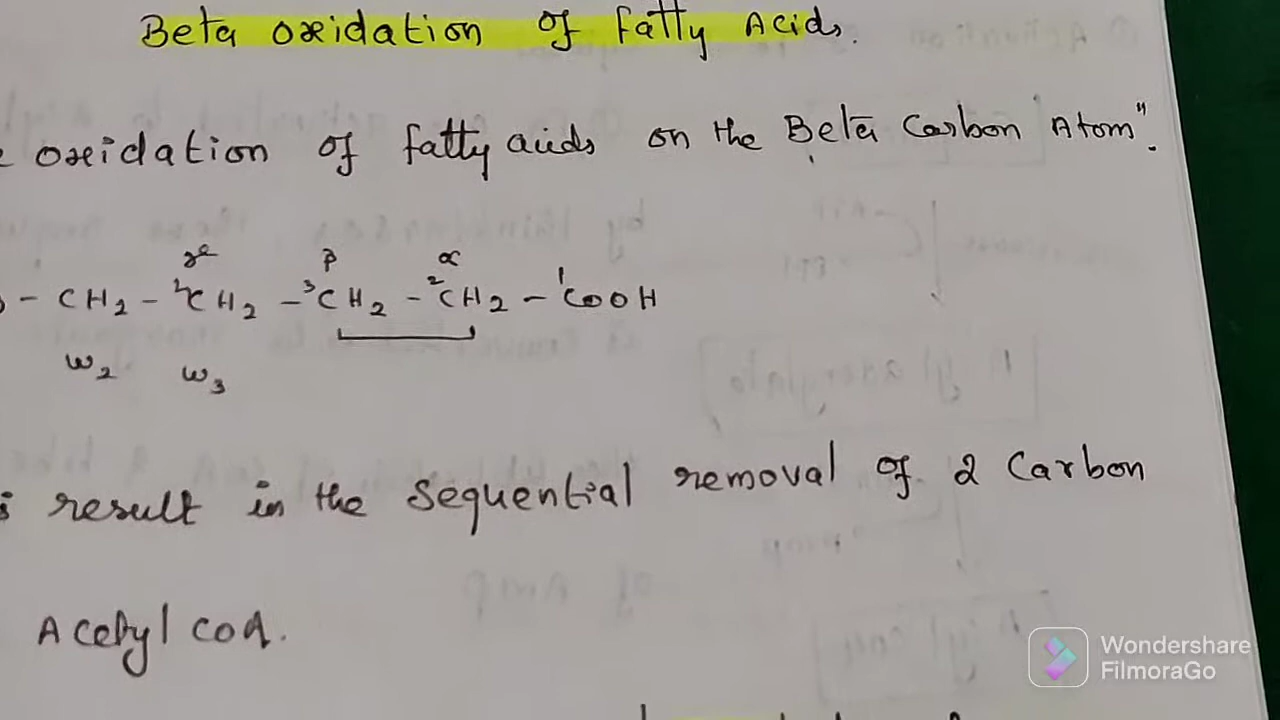 Beta oxidation of fatty Acids.
oxidation of fatty acids on the Beta Carbon Atom".
β α
- CH2 - CH2 - ³CH2 - ²CH2 - ¹COOH
ω2 ω3
result in the sequential removal of 2 Carbon
Acetyl CoA.
Wondershare
FilmoraGo